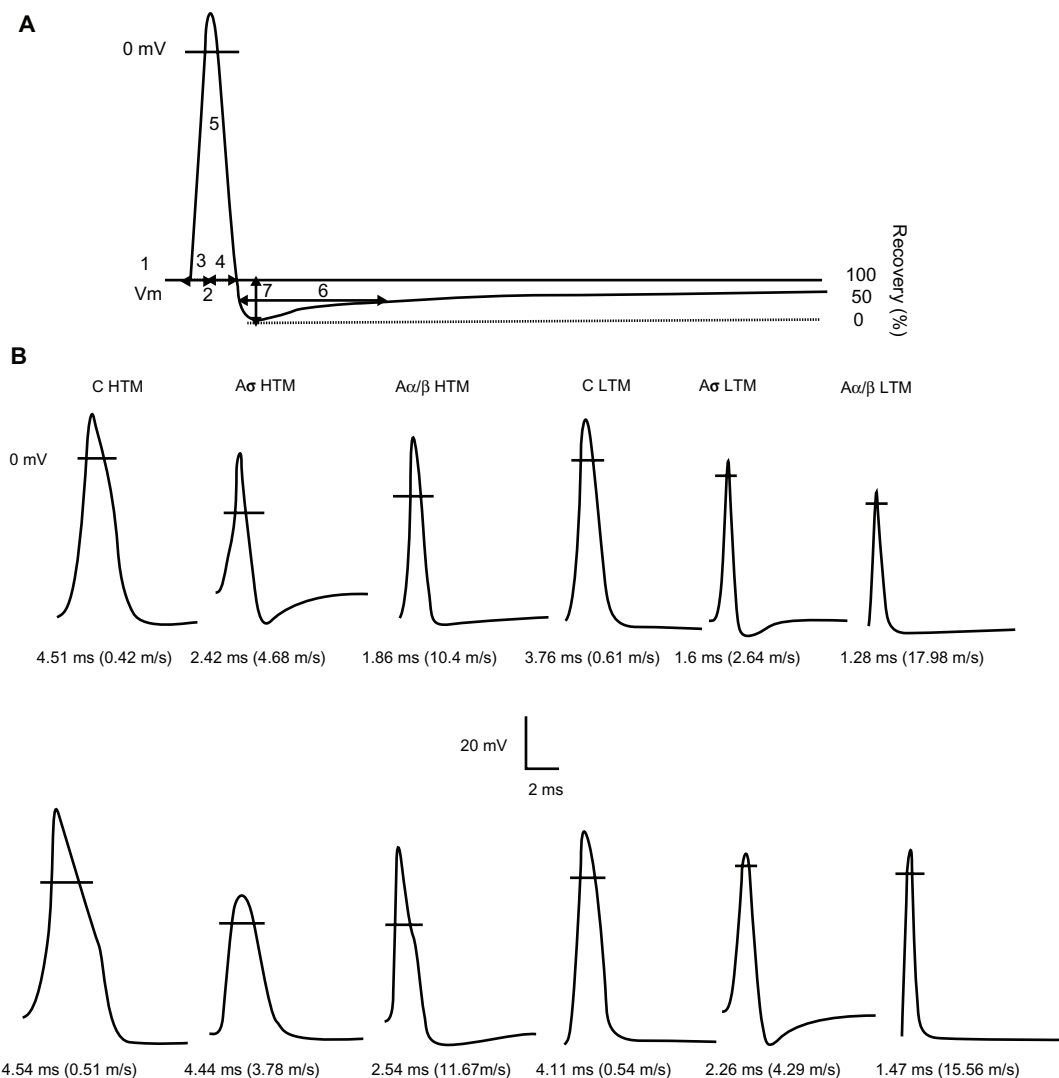 A
0 mV
5
1
3 4
Vm
2
7
6
100
50
0
Recovery (%)
B
C HTM
Aσ HTM
Aα/β HTM
C LTM
Aσ LTM
Aα/β LTM
0 mV
4.51 ms (0.42 m/s)
2.42 ms (4.68 m/s)
1.86 ms (10.4 m/s)
3.76 ms (0.61 m/s)
1.6 ms (2.64 m/s)
1.28 ms (17.98 m/s)
20 mV
2 ms
4.54 ms (0.51 m/s)
4.44 ms (3.78 m/s)
2.54 ms (11.67m/s)
4.11 ms (0.54 m/s)
2.26 ms (4.29 m/s)
1.47 ms (15.56 m/s)